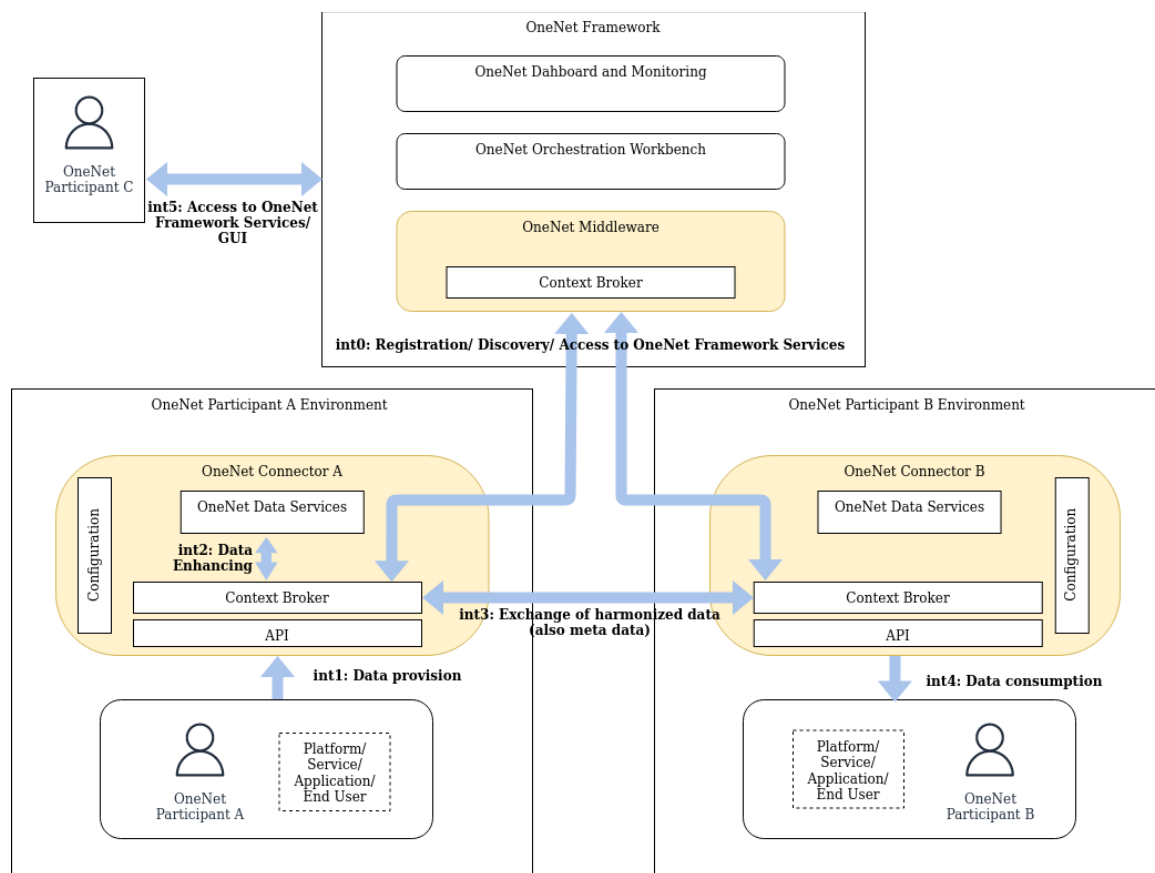 OneNet Framework
OneNet Dahboard and Monitoring
OneNet Orchestration Workbench
OneNet Middleware
Context Broker
OneNet
Participant C
int5: Access to OneNet
Framework Services/
GUI
int0: Registration/ Discovery/ Access to OneNet Framework Services
OneNet Participant A Environment
OneNet Connector A
Configuration
OneNet Data Services
int2: Data
Enhancing
Context Broker
API
int1: Data provision
OneNet
Participant A
Platform/
Service/
Application/
End User
int3: Exchange of harmonized data
(also meta data)
OneNet Participant B Environment
OneNet Connector B
OneNet Data Services
Configuration
Context Broker
API
int4: Data consumption
Platform/
Service/
Application/
End User
OneNet
Participant B